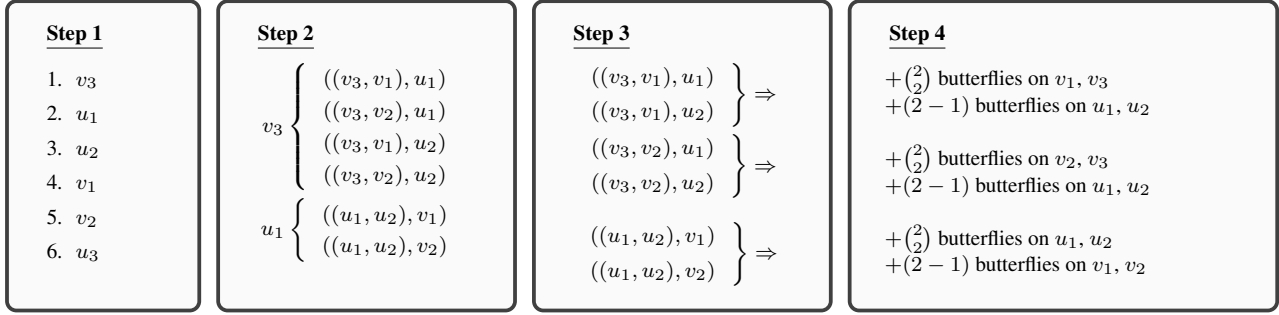 Step 1
1. v₃
2. u₁
3. u₂
4. v₁
5. v₂
6. u₃
Step 2
v₃ { ((v₃, v₁), u₁)
((v₃, v₂), u₁)
((v₃, v₁), u₂)
((v₃, v₂), u₂)
u₁ { ((u₁, u₂), v₁)
((u₁, u₂), v₂)
Step 3
((v₃, v₁), u₁)
((v₃, v₁), u₂) } ⇒
((v₃, v₂), u₁)
((v₃, v₂), u₂) } ⇒
((u₁, u₂), v₁)
((u₁, u₂), v₂) } ⇒
Step 4
+(2 2) butterflies on v₁, v₃
+(2 − 1) butterflies on u₁, u₂
+(2 2) butterflies on v₂, v₃
+(2 − 1) butterflies on u₁, u₂
+(2 2) butterflies on u₁, u₂
+(2 − 1) butterflies on v₁, v₂